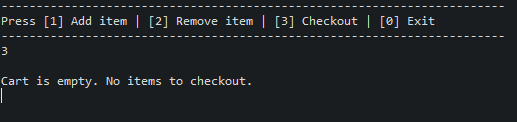 ----------------------------------------------------------------------
Press [1] Add item | [2] Remove item | [3] Checkout | [0] Exit
----------------------------------------------------------------------
3
Cart is empty. No items to checkout.